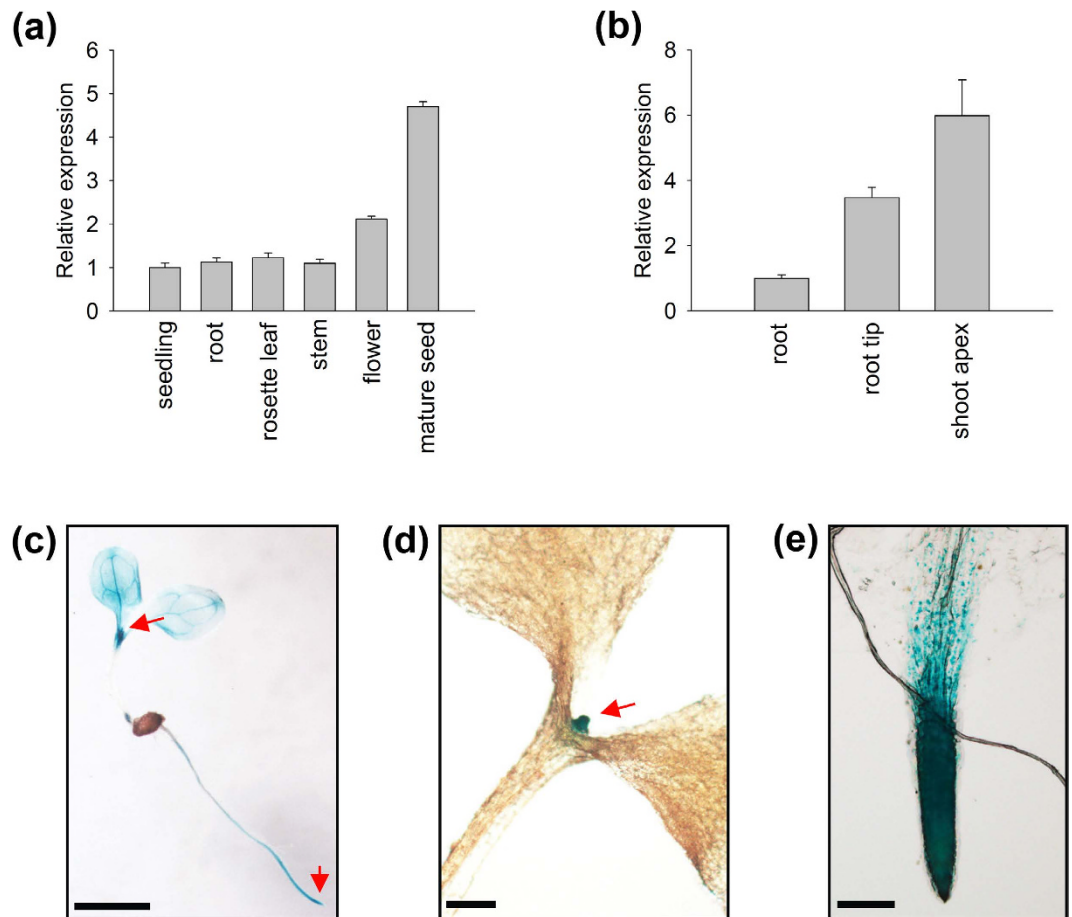 (a)
Relative expression
6
5
4
3
2
1
0
seedling
root
rosette leaf
stem
flower
mature seed
(b)
Relative expression
8
6
4
2
0
root
root tip
shoot apex
(c)
(d)
(e)